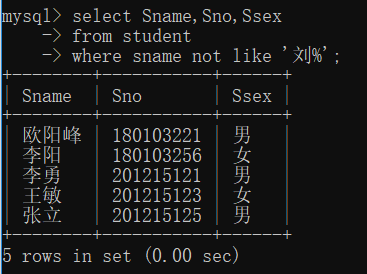 mysql> select Sname,Sno,Ssex
    -> from student
    -> where sname not like '刘%';
+--------+-----------+------+
| Sname  | Sno       | Ssex |
+--------+-----------+------+
| 欧阳峰 | 180103221 | 男   |
| 李阳   | 180103256 | 女   |
| 李勇   | 201215121 | 男   |
| 王敏   | 201215123 | 女   |
| 张立   | 201215125 | 男   |
+--------+-----------+------+
5 rows in set (0.00 sec)